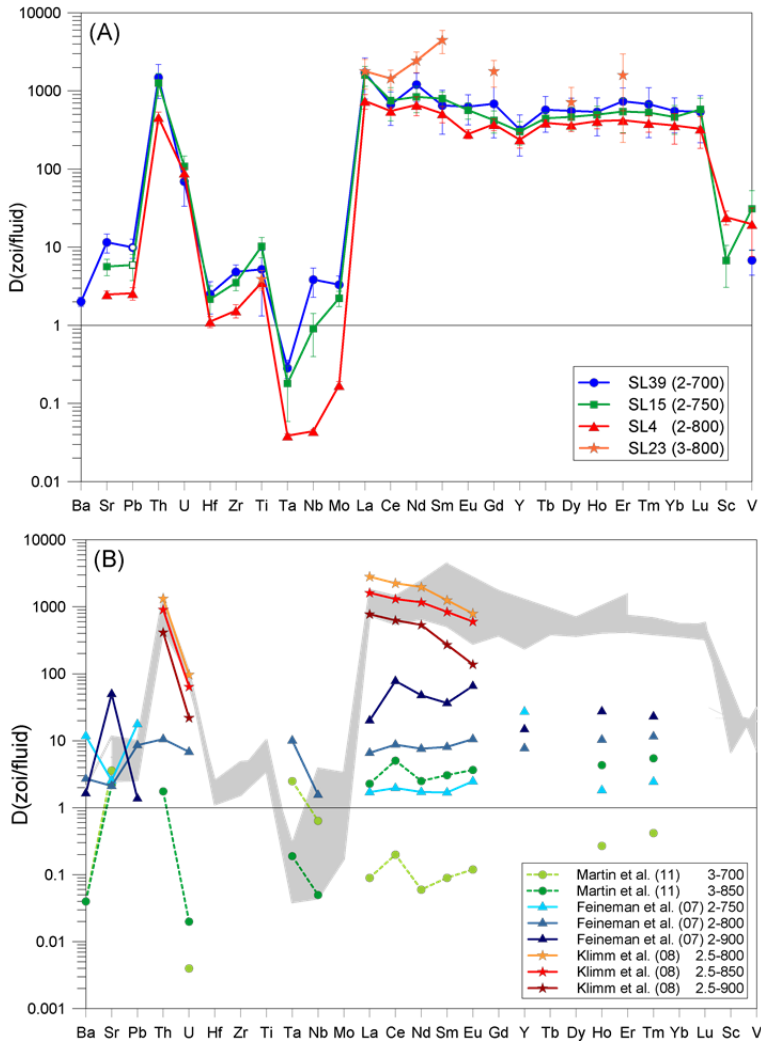 (A)
10000
1000
100
10
1
0.1
0.01
D(zoi/fluid)
SL39 (2-700)
SL15 (2-750)
SL4 (2-800)
SL23 (3-800)
Ba Sr Pb Th U Hf Zr Ti Ta Nb Mo La Ce Nd Sm Eu Gd Y Tb Dy Ho Er Tm Yb Lu Sc V
(B)
10000
1000
100
10
1
0.1
0.01
0.001
D(zoi/fluid)
Martin et al. (11) 3-700
Martin et al. (11) 3-850
Feineman et al. (07) 2-750
Feineman et al. (07) 2-800
Feineman et al. (07) 2-900
Klimm et al. (08) 2.5-800
Klimm et al. (08) 2.5-850
Klimm et al. (08) 2.5-900
Ba Sr Pb Th U Hf Zr Ti Ta Nb Mo La Ce Nd Sm Eu Gd Y Tb Dy Ho Er Tm Yb Lu Sc V